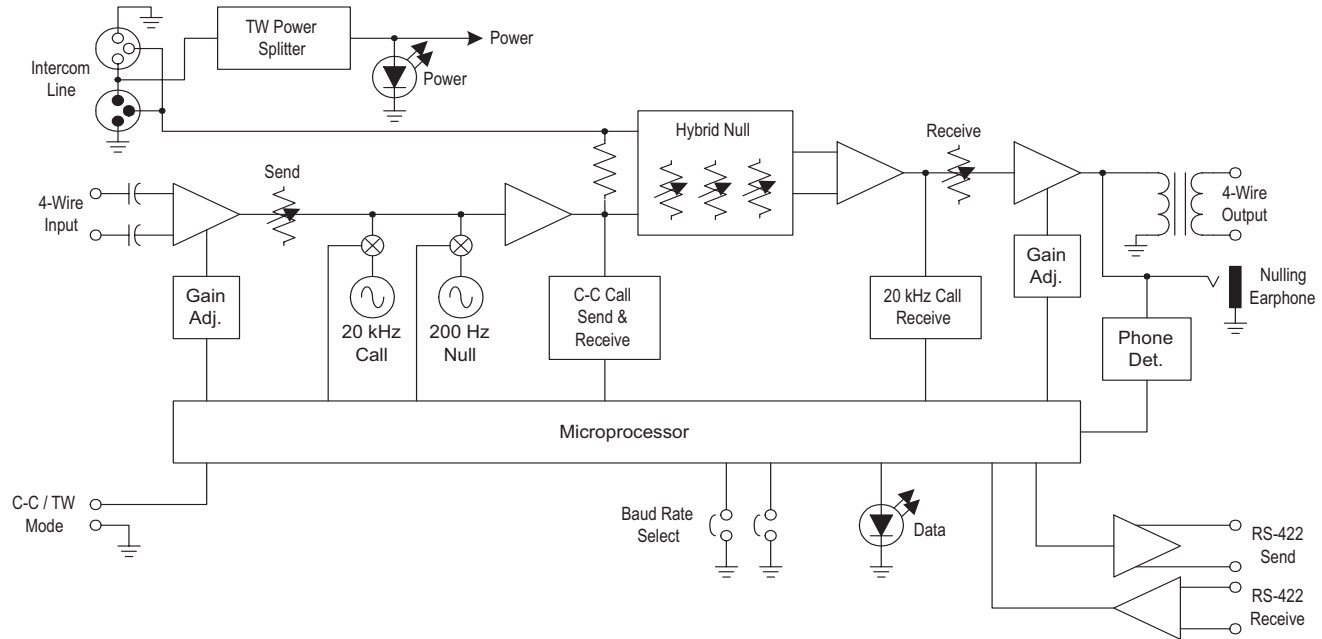 TW Power
Splitter
Power
Intercom
Line
Power
Hybrid Null
Receive
Send
4-Wire
Input
4-Wire
Output
Gain
Adj.
20 kHz
Call
200 Hz
Null
C-C Call
Send &
Receive
20 kHz Call
Receive
Gain
Adj.
Nulling
Earphone
Phone
Det.
Microprocessor
C-C / TW
Mode
Baud Rate
Select
Data
RS-422
Send
RS-422
Receive